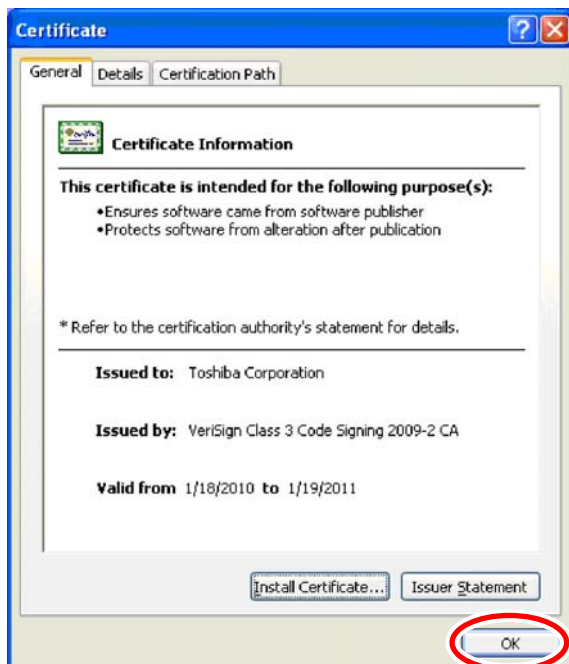 Certificate
General Details Certification Path
Certificate Information
This certificate is intended for the following purpose(s):
•Ensures software came from software publisher
•Protects software from alteration after publication
* Refer to the certification authority's statement for details.
Issued to: Toshiba Corporation
Issued by: VeriSign Class 3 Code Signing 2009-2 CA
Valid from 1/18/2010 to 1/19/2011
Install Certificate... Issuer Statement
OK